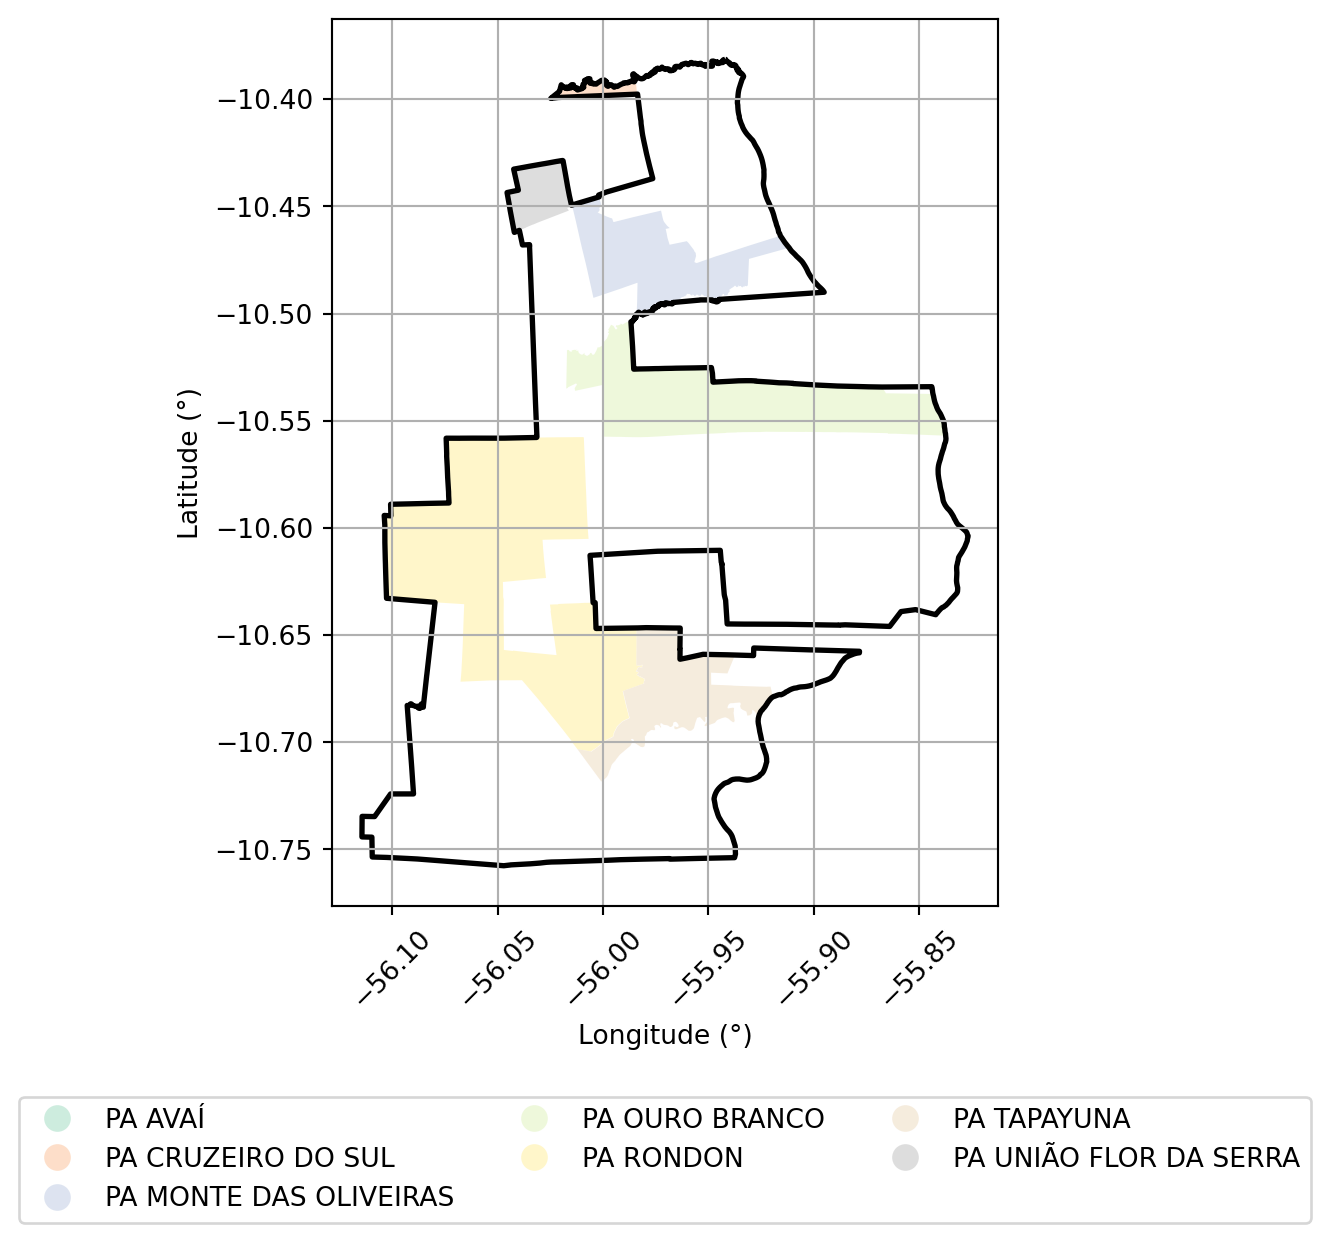 −10.40
−10.45
−10.50
−10.55
−10.60
−10.65
−10.70
−10.75
Latitude (°)
−56.10
−56.05
−56.00
−55.95
−55.90
−55.85
Longitude (°)
PA AVAÍ
PA CRUZEIRO DO SUL
PA MONTE DAS OLIVEIRAS
PA OURO BRANCO
PA RONDON
PA TAPAYUNA
PA UNIÃO FLOR DA SERRA